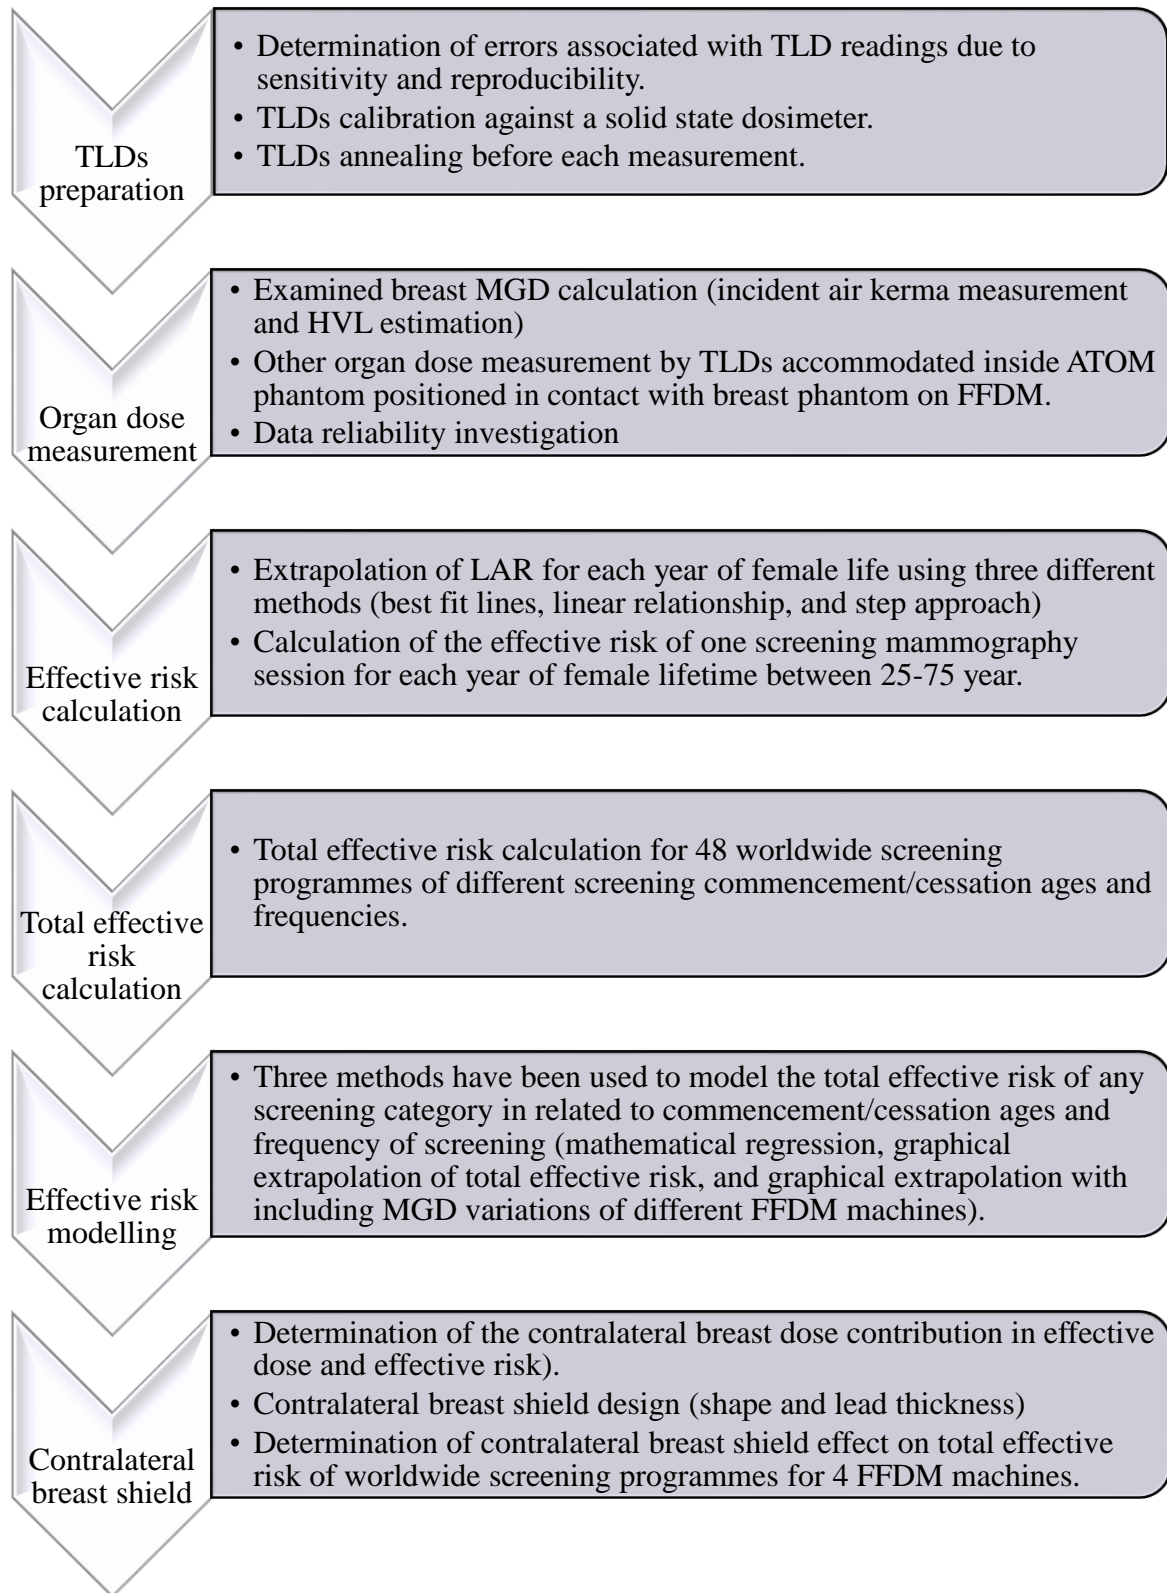 TLDs
preparation
• Determination of errors associated with TLD readings due to
sensitivity and reproducibility.
• TLDs calibration against a solid state dosimeter.
• TLDs annealing before each measurement.
Organ dose
measurement
• Examined breast MGD calculation (incident air kerma measurement
and HVL estimation)
• Other organ dose measurement by TLDs accommodated inside ATOM
phantom positioned in contact with breast phantom on FFDM.
• Data reliability investigation
Effective risk
calculation
• Extrapolation of LAR for each year of female life using three different
methods (best fit lines, linear relationship, and step approach)
• Calculation of the effective risk of one screening mammography
session for each year of female lifetime between 25-75 year.
Total effective
risk
calculation
• Total effective risk calculation for 48 worldwide screening
programmes of different screening commencement/cessation ages and
frequencies.
Effective risk
modelling
• Three methods have been used to model the total effective risk of any
screening category in related to commencement/cessation ages and
frequency of screening (mathematical regression, graphical
extrapolation of total effective risk, and graphical extrapolation with
including MGD variations of different FFDM machines).
Contralateral
breast shield
• Determination of the contralateral breast dose contribution in effective
dose and effective risk).
• Contralateral breast shield design (shape and lead thickness)
• Determination of contralateral breast shield effect on total effective
risk of worldwide screening programmes for 4 FFDM machines.